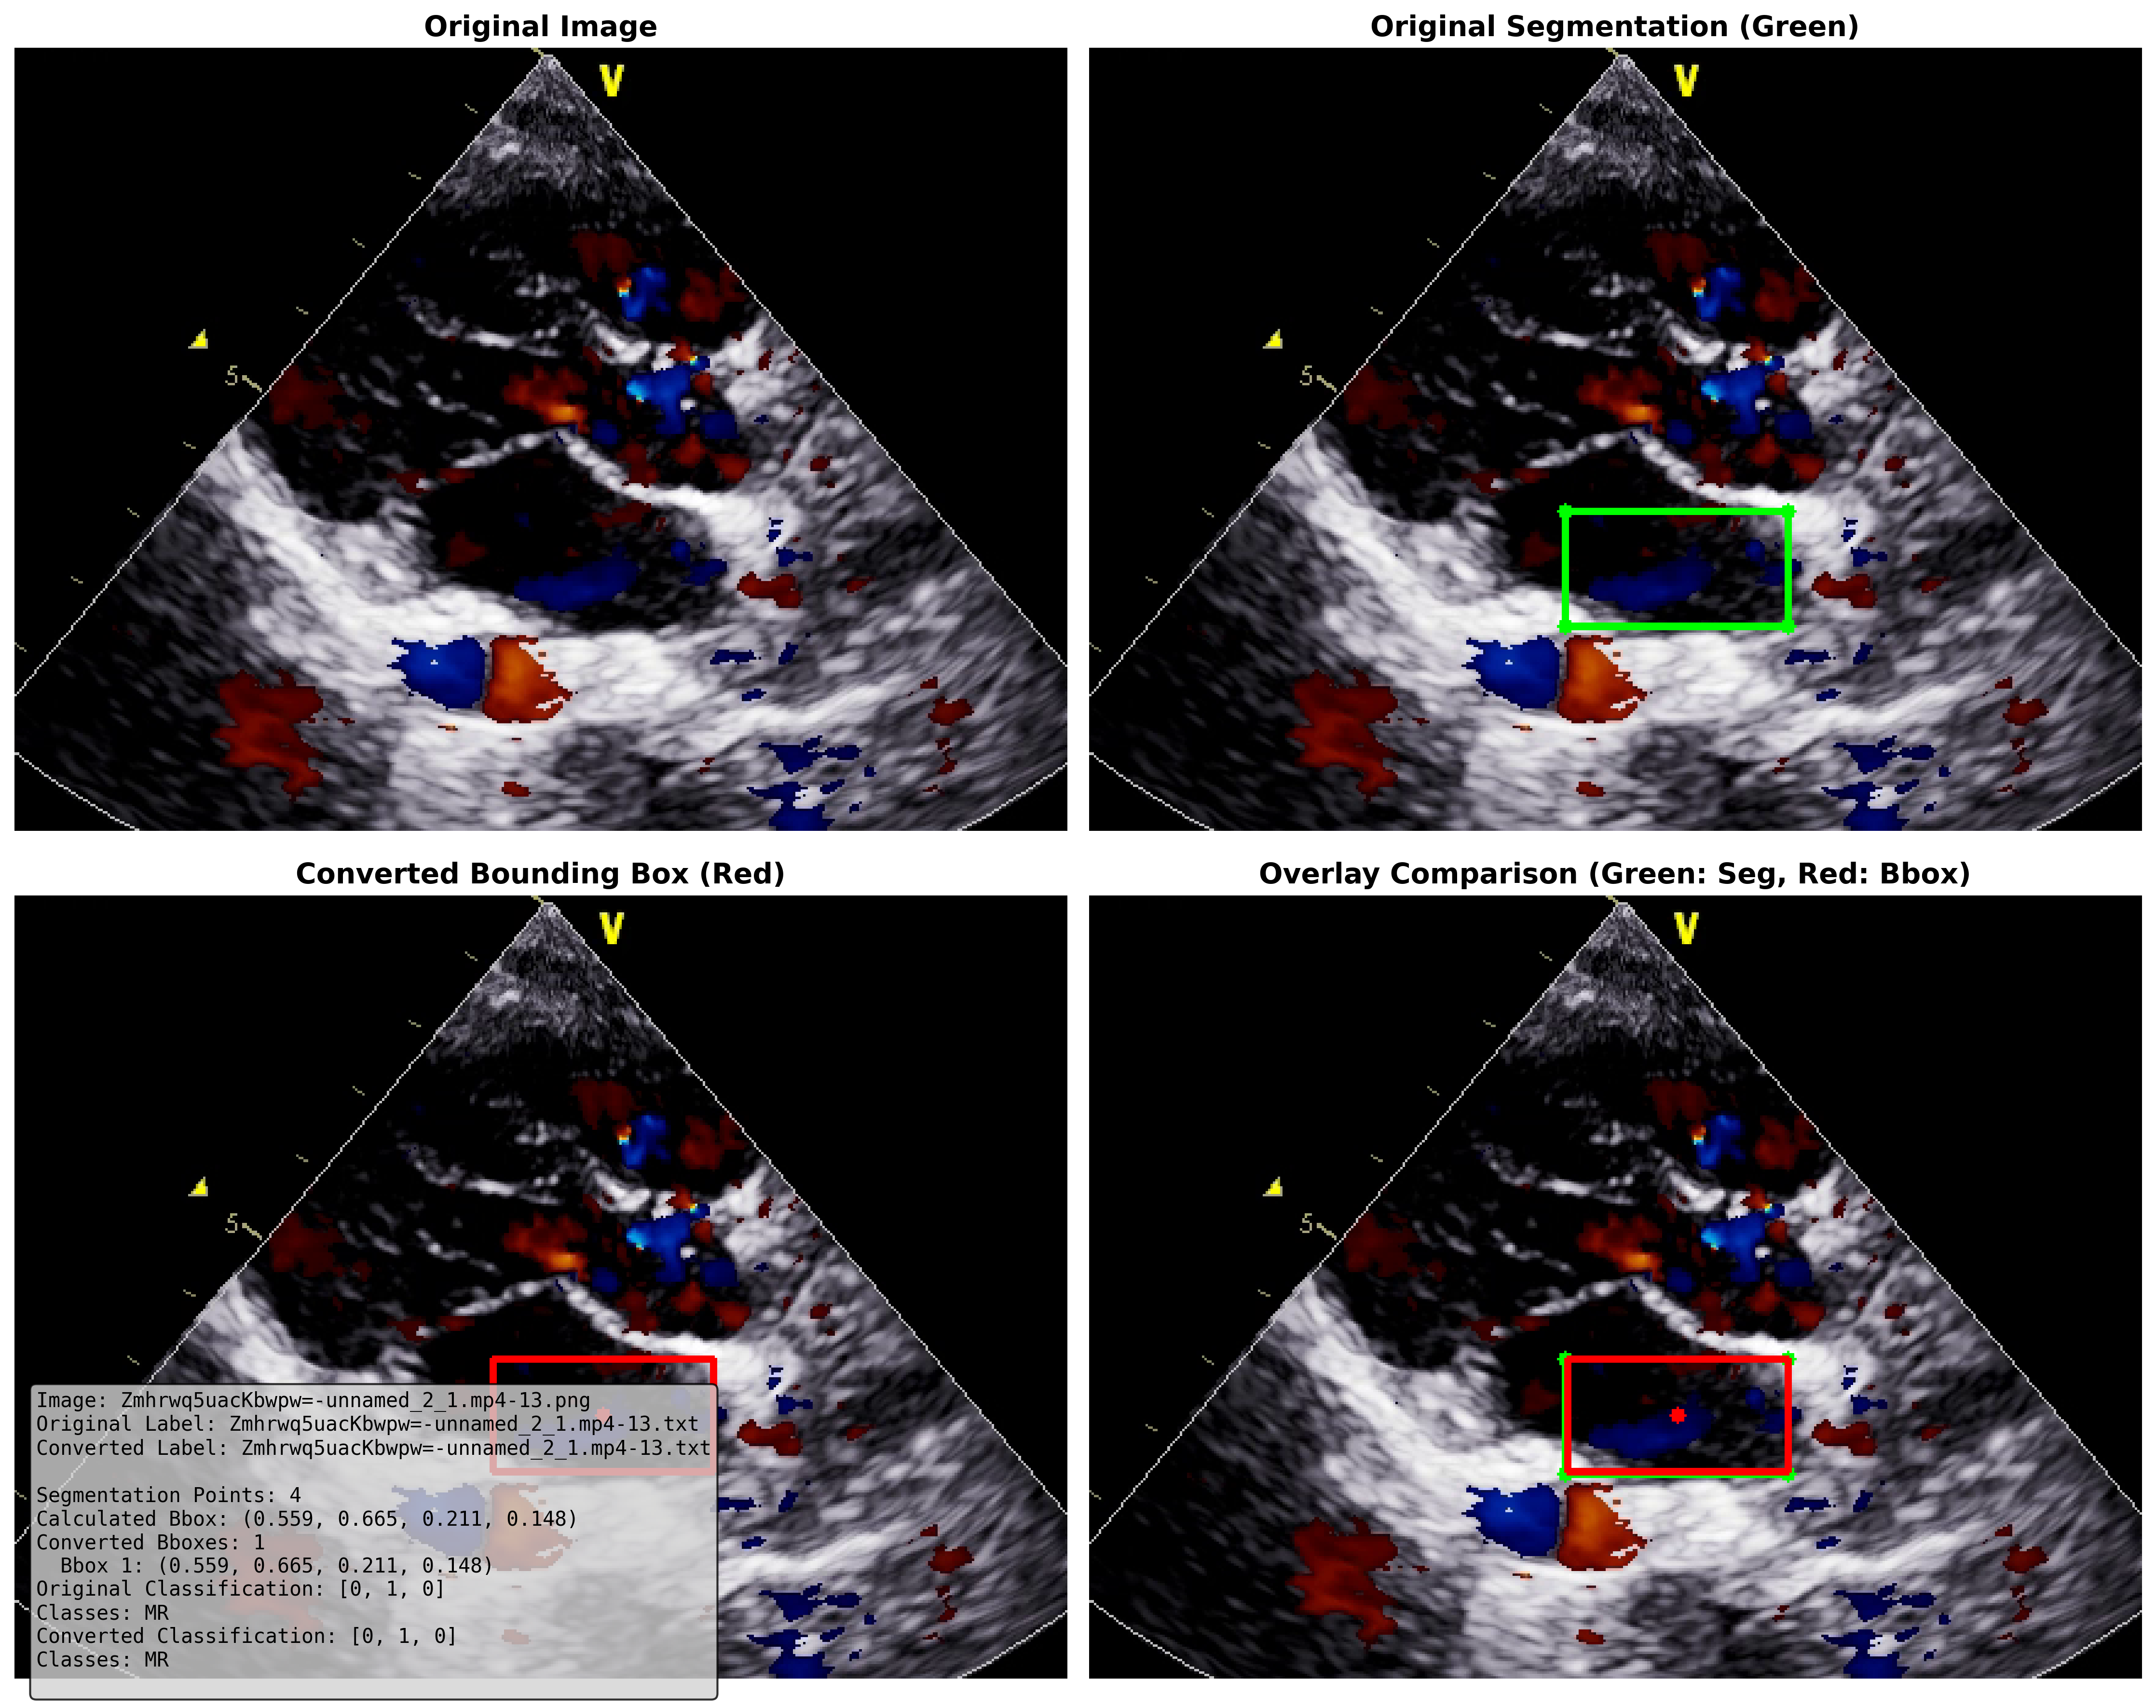 Original Image
Original Segmentation (Green)
V
V
5
5
Converted Bounding Box (Red)
Overlay Comparison (Green: Seg, Red: Bbox)
V
V
5
5
Image: Zmhrwq5uacKbwpw=-unnamed_2_1.mp4-13.png
Original Label: Zmhrwq5uacKbwpw=-unnamed_2_1.mp4-13.txt
Converted Label: Zmhrwq5uacKbwpw=-unnamed_2_1.mp4-13.txt
Segmentation Points: 4
Calculated Bbox: (0.559, 0.665, 0.211, 0.148)
Converted Bboxes: 1
Bbox 1: (0.559, 0.665, 0.211, 0.148)
Original Classification: [0, 1, 0]
Classes: MR
Converted Classification: [0, 1, 0]
Classes: MR